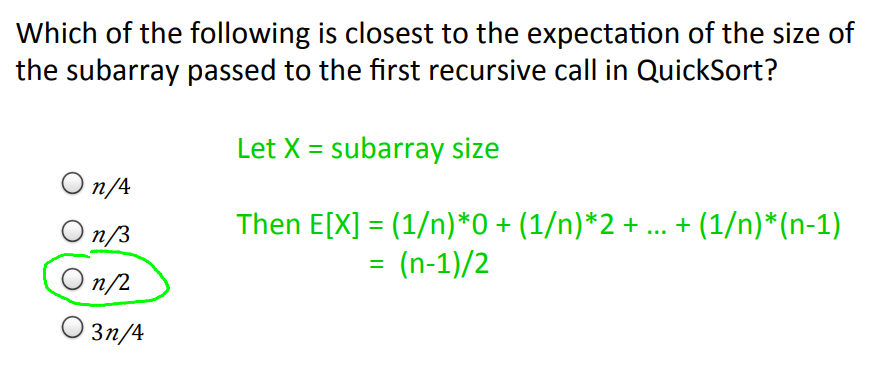 Which of the following is closest to the expectation of the size of
the subarray passed to the first recursive call in QuickSort?
Let X = subarray size
n/4
Then E[X] = (1/n)*0 + (1/n)*2 + ... + (1/n)*(n-1)
n/3
= (n-1)/2
n/2
3n/4